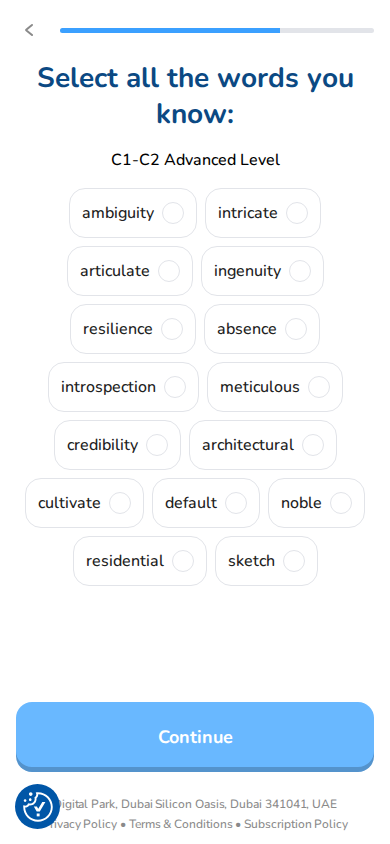 Select all the words you
know:
C1-C2 Advanced Level
ambiguity intricate
articulate ingenuity
resilience absence
introspection meticulous
credibility architectural
cultivate default noble
residential sketch
Continue
Digital Park, Dubai Silicon Oasis, Dubai 341041, UAE
Privacy Policy • Terms & Conditions • Subscription Policy